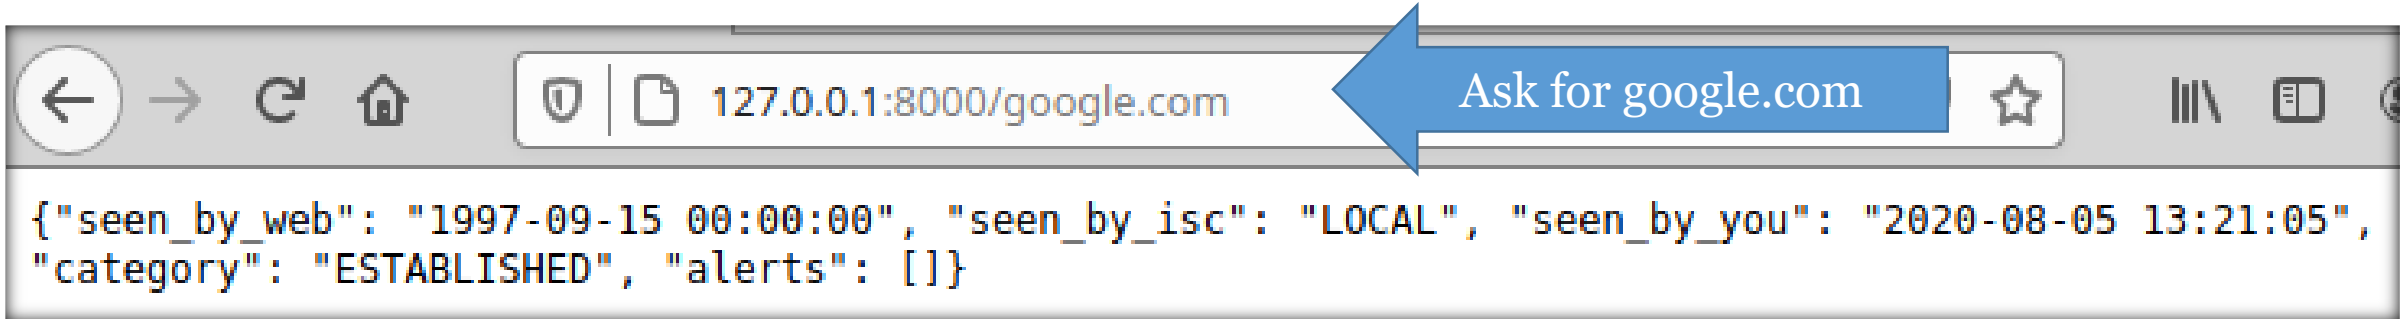 127.0.0.1:8000/google.com
Ask for google.com
{"seen_by_web": "1997-09-15 00:00:00", "seen_by_isc": "LOCAL", "seen_by_you": "2020-08-05 13:21:05",
"category": "ESTABLISHED", "alerts": []}